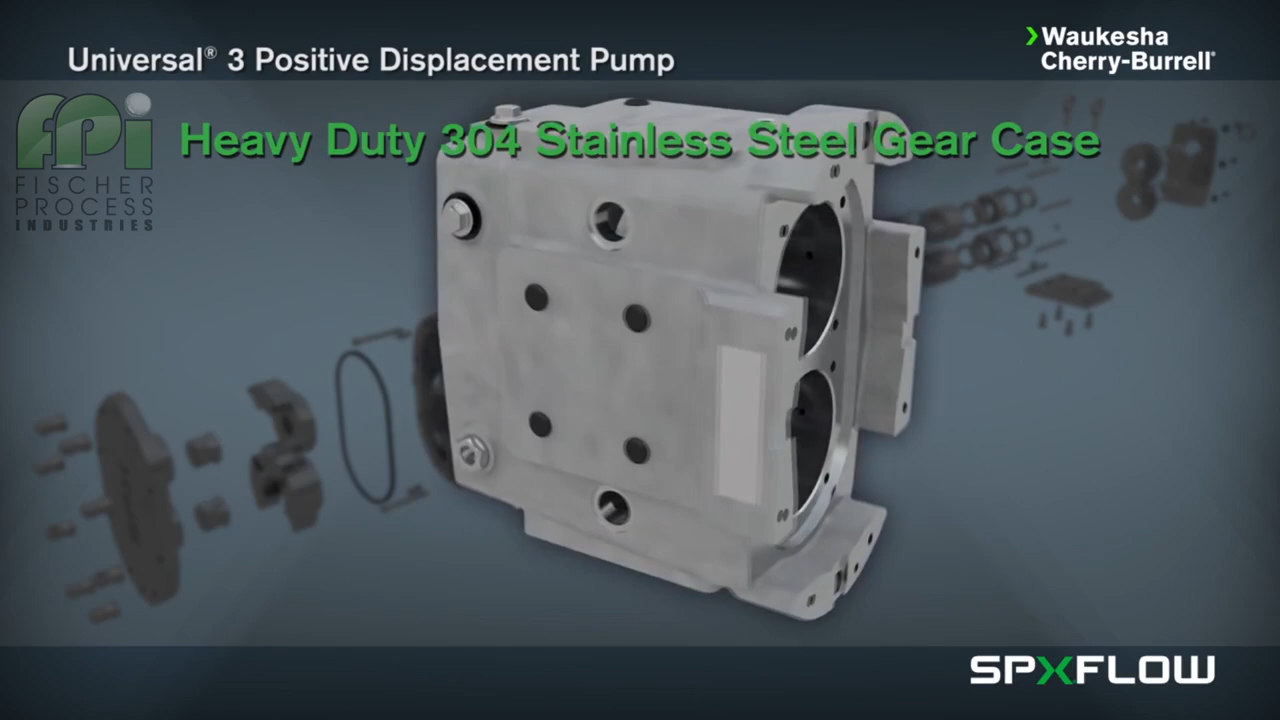 Universal® 3 Positive Displacement Pump
Waukesha
Cherry-Burrell®
fpi
FISCHER
PROCESS
INDUSTRIES
Heavy Duty 304 Stainless Steel Gear Case
SPXFLOW